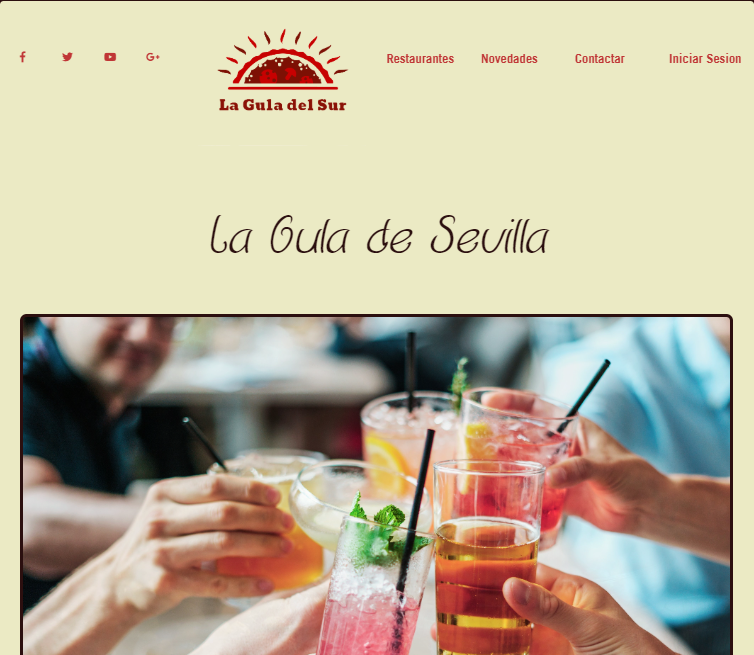 Restaurantes Novedades Contactar Iniciar Sesion
La Gula del Sur
La Gula de Sevilla